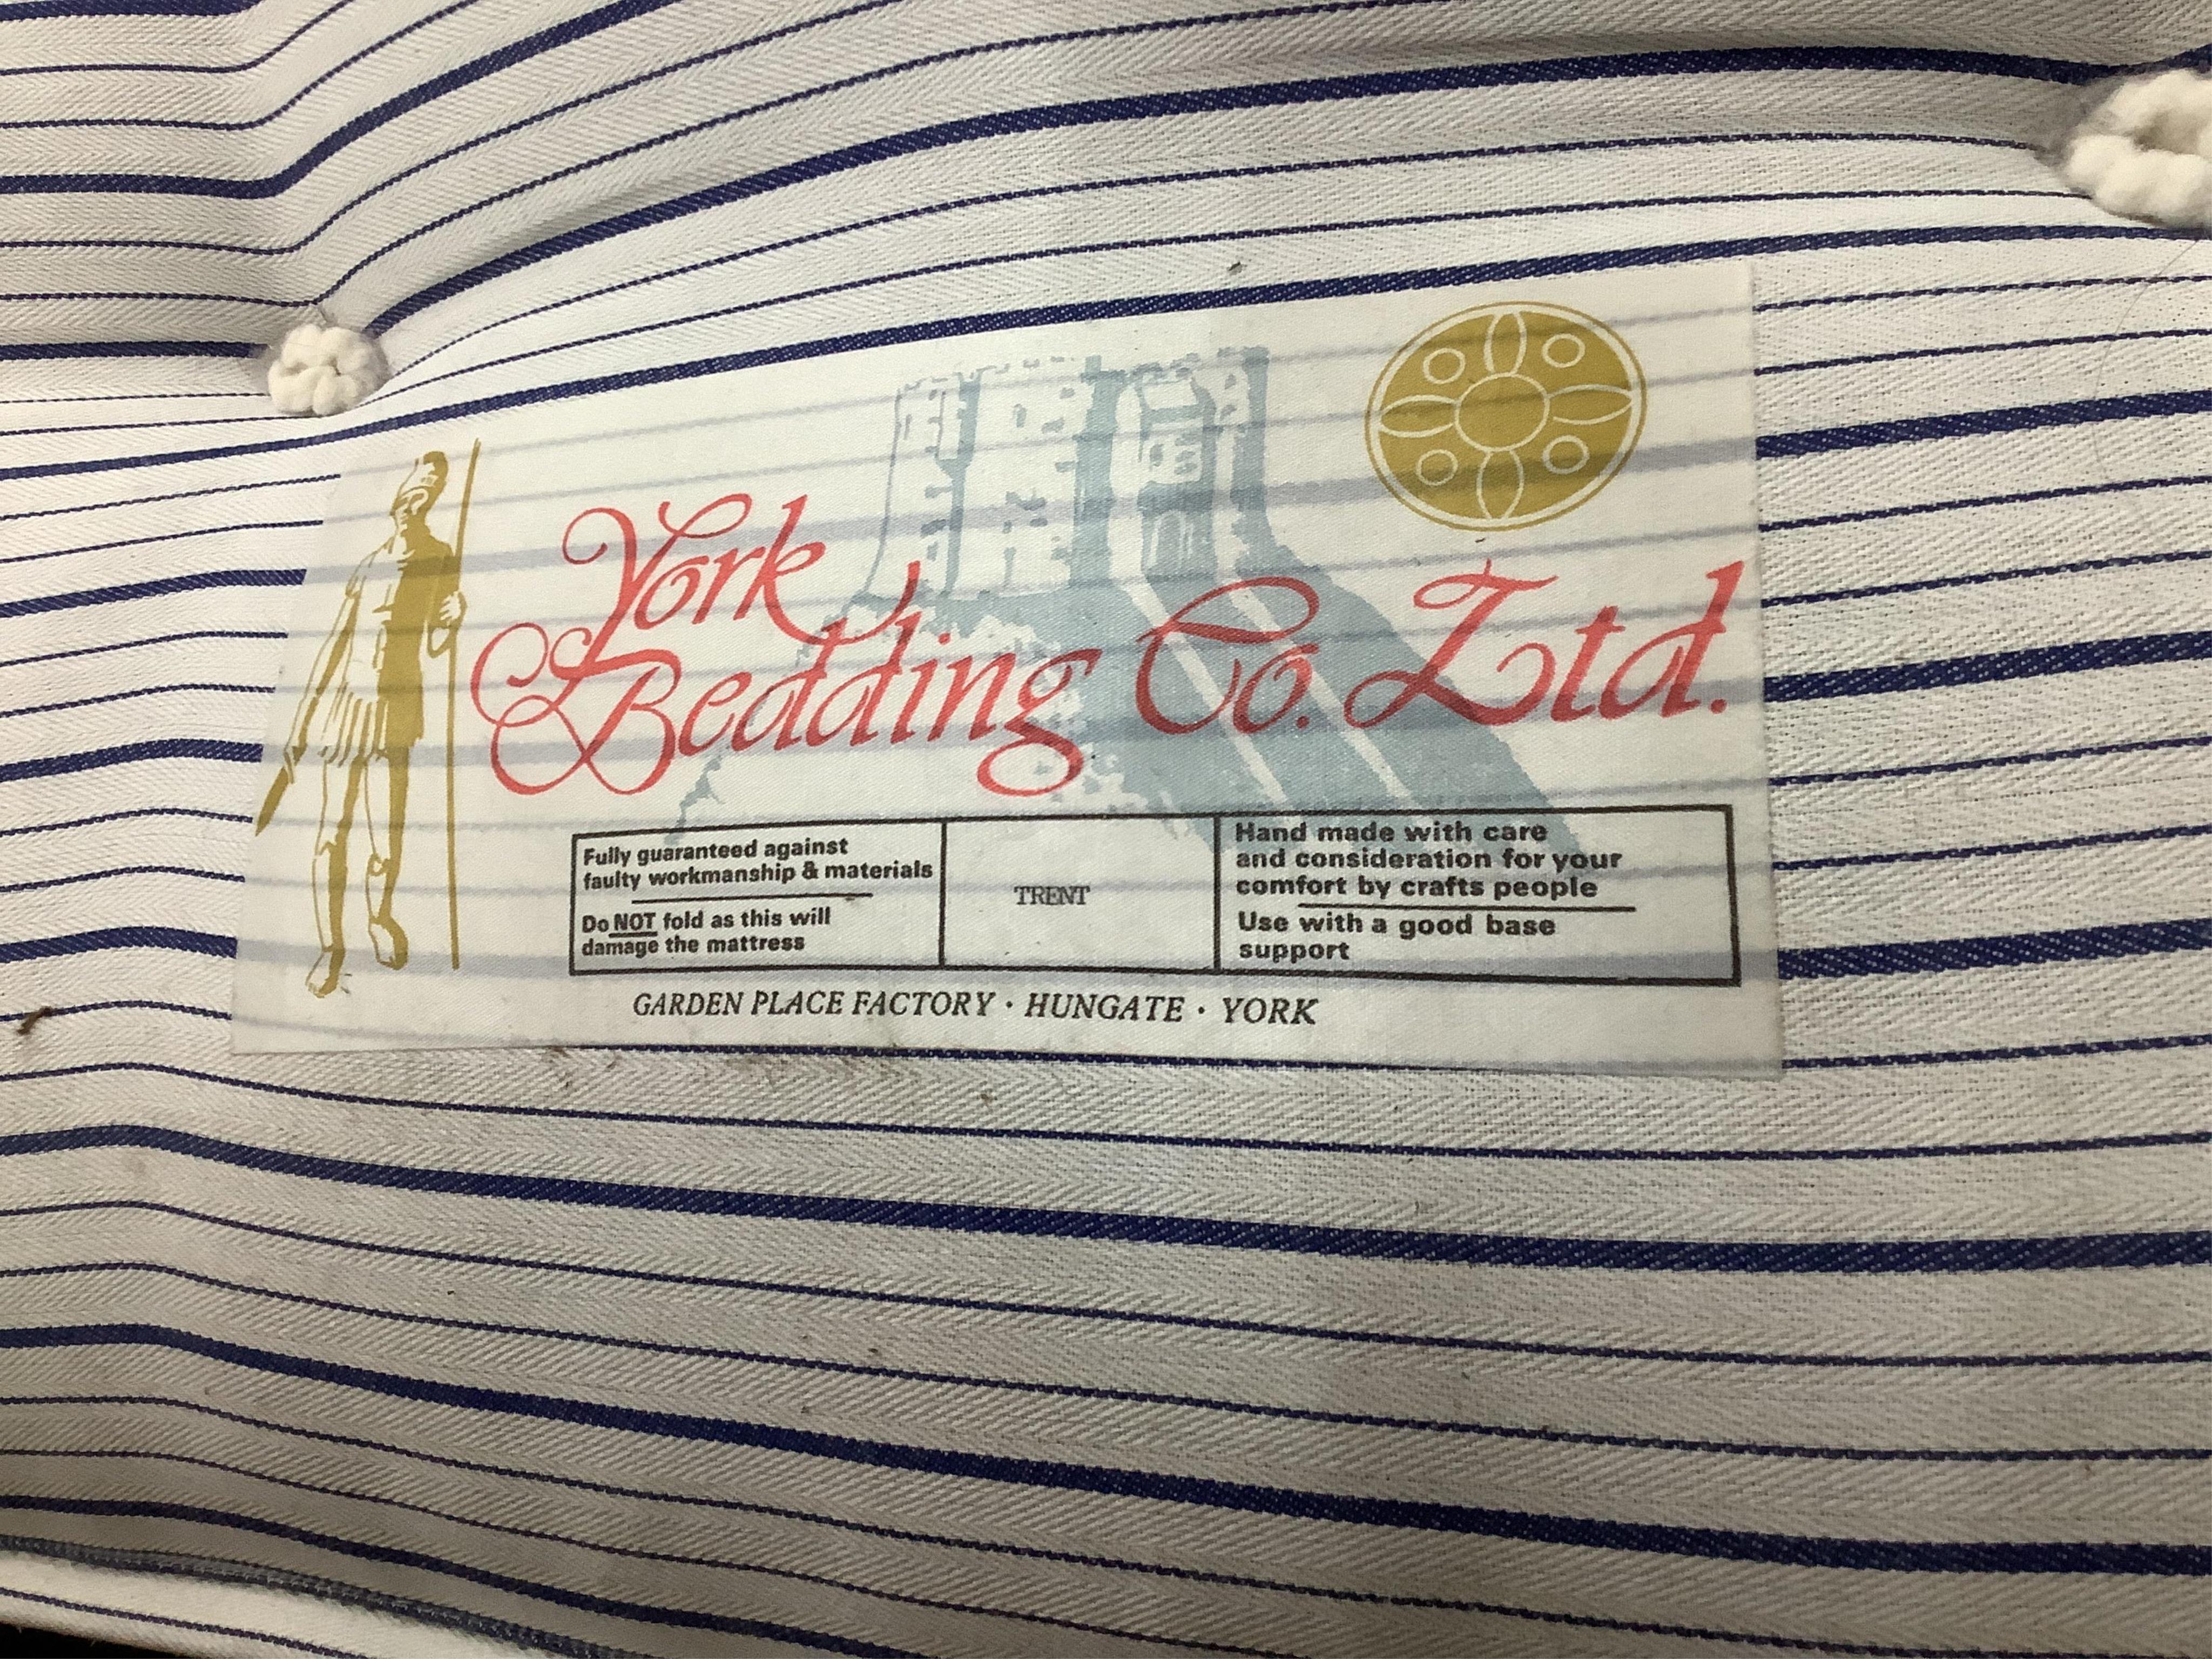 York
Bedding Co. Ltd.
Fully guaranteed against
faulty workmanship & materials
Do NOT fold as this will
damage the mattress
TRENT
Hand made with care
and consideration for your
comfort by crafts people
Use with a good base
support
GARDEN PLACE FACTORY · HUNGATE · YORK